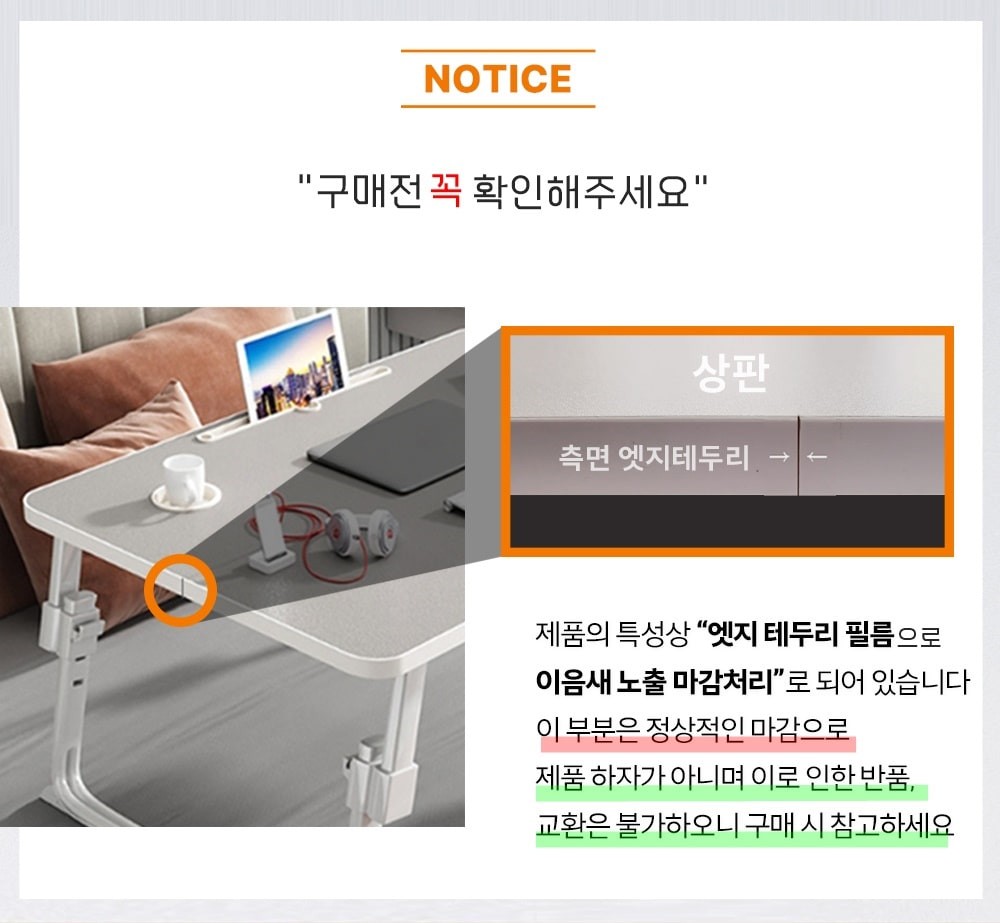 NOTICE
"구매전 꼭 확인해주세요"
상판
측면 엣지테두리 → ←
제품의 특성상 “엣지 테두리 필름으로
이음새 노출 마감처리”로 되어 있습니다
이 부분은 정상적인 마감으로
제품 하자가 아니며 이로 인한 반품,
교환은 불가하오니 구매 시 참고하세요